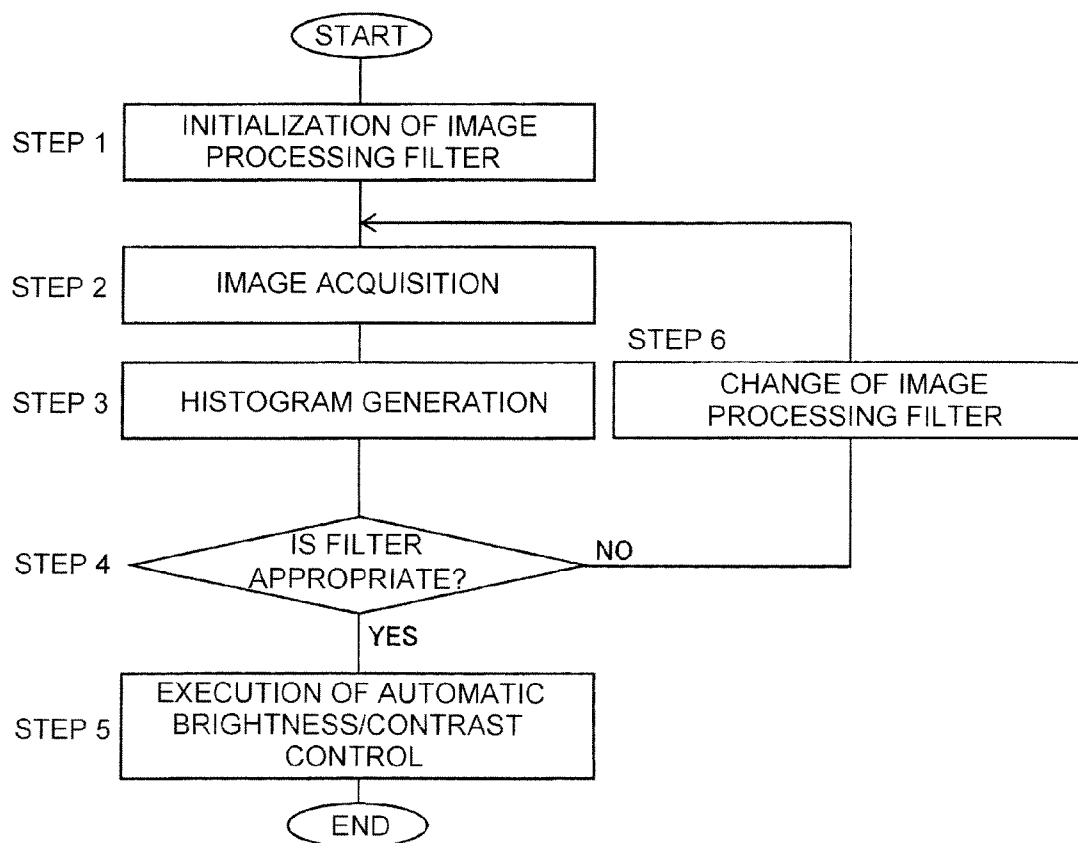 START
STEP 1
INITIALIZATION OF IMAGE
PROCESSING FILTER
STEP 2
IMAGE ACQUISITION
STEP 3
HISTOGRAM GENERATION
STEP 6
CHANGE OF IMAGE
PROCESSING FILTER
STEP 4
IS FILTER
APPROPRIATE?
NO
YES
STEP 5
EXECUTION OF AUTOMATIC
BRIGHTNESS/CONTRAST
CONTROL
END